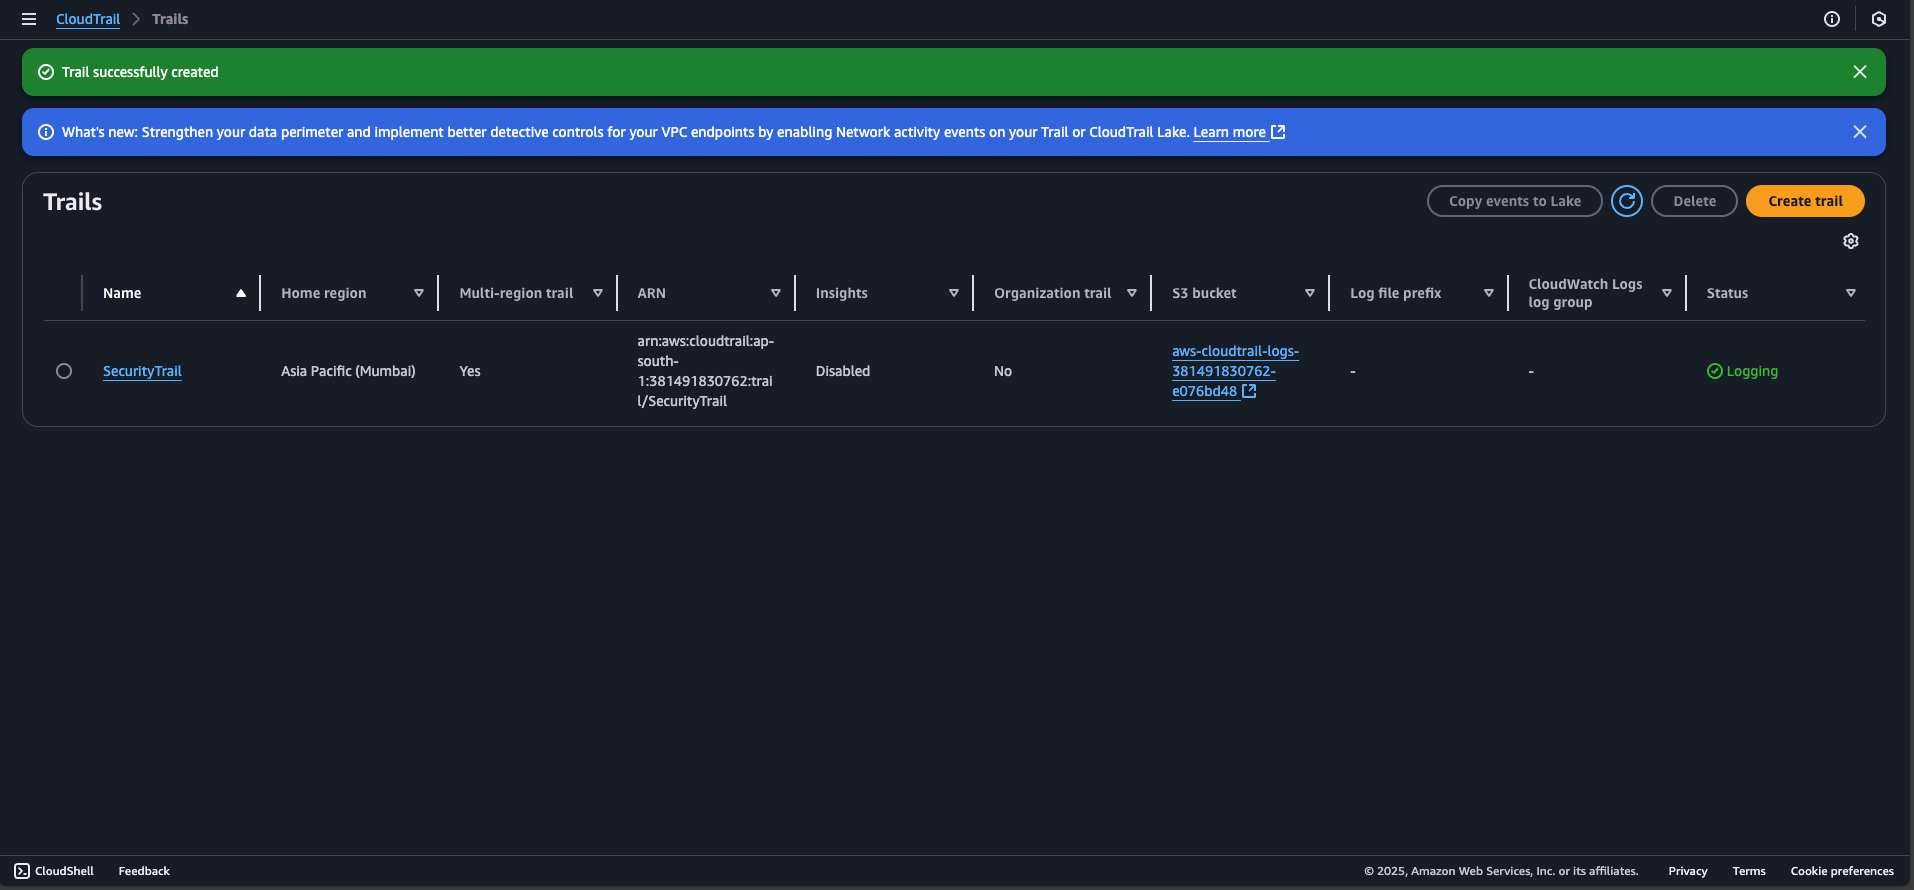 CloudTrail > Trails
Trail successfully created
What's new: Strengthen your data perimeter and implement better detective controls for your VPC endpoints by enabling Network activity events on your Trail or CloudTrail Lake. Learn more
Trails
Copy events to Lake
Delete
Create trail
Name
Home region
Multi-region trail
ARN
Insights
Organization trail
S3 bucket
Log file prefix
CloudWatch Logs
log group
Status
SecurityTrail
Asia Pacific (Mumbai)
Yes
arn:aws:cloudtrail:ap-
south-
1:381491830762:trai
l/SecurityTrail
Disabled
No
aws-cloudtrail-logs-
381491830762-
e076bd48
-
-
Logging
CloudShell
Feedback
© 2025, Amazon Web Services, Inc. or its affiliates.
Privacy
Terms
Cookie preferences